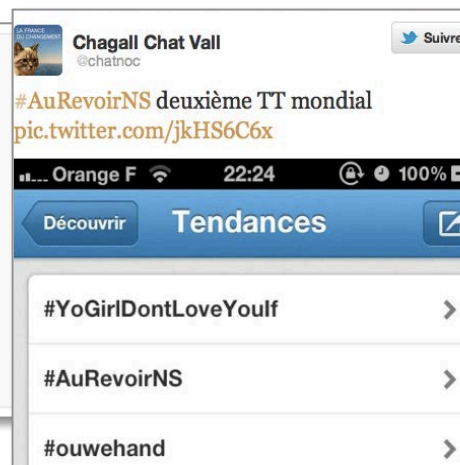 LA FRANCE
DU CHANGEMENT
Chagall Chat Vall
@chatnoc
Suivre
#AuRevoirNS deuxième TT mondial
pic.twitter.com/jkHS6C6x
Orange F 22:24 100%
Découvrir Tendances
#YoGirlDontLoveYouIf
#AuRevoirNS
#ouwehand